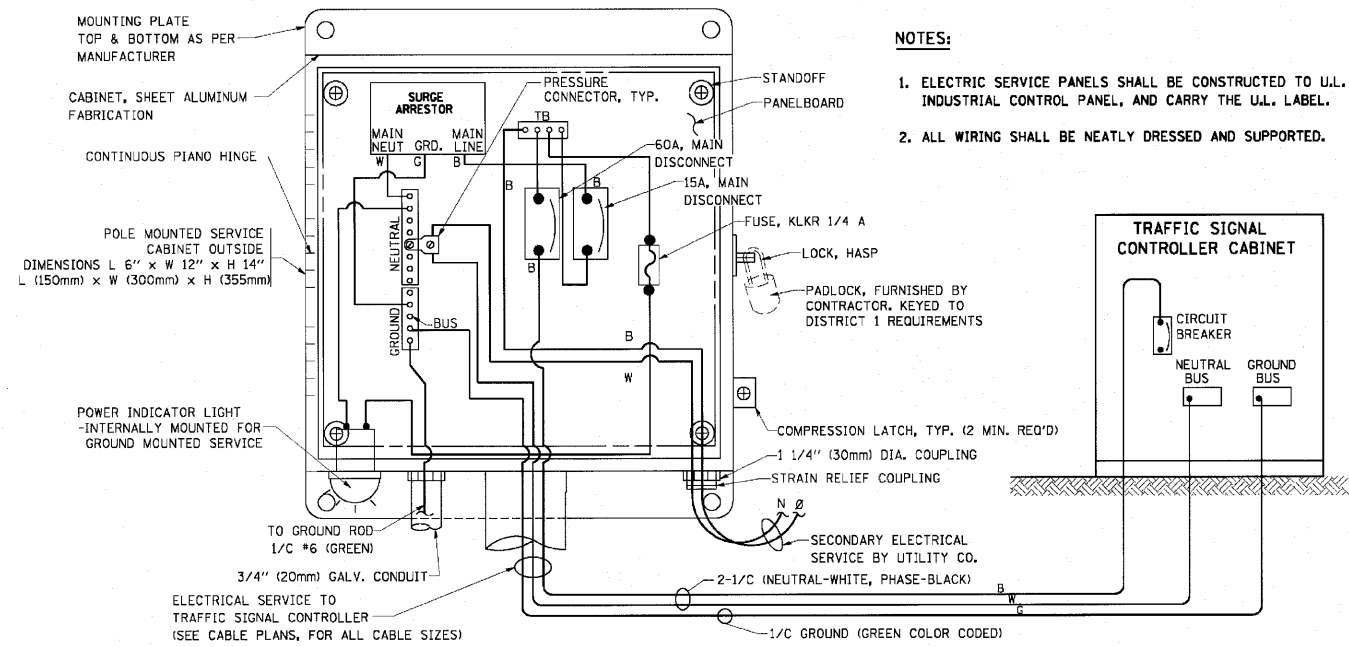 MOUNTING PLATE
TOP & BOTTOM AS PER
MANUFACTURER
CABINET, SHEET ALUMINUM
FABRICATION
CONTINUOUS PIANO HINGE
POLE MOUNTED SERVICE
CABINET OUTSIDE
DIMENSIONS L 6" x W 12" x H 14"
L (150mm) x W (300mm) x H (355mm)
POWER INDICATOR LIGHT
-INTERNALLY MOUNTED FOR
GROUND MOUNTED SERVICE
TO GROUND ROD
1/C #6 (GREEN)
3/4" (20mm) GALV. CONDUIT
ELECTRICAL SERVICE TO
TRAFFIC SIGNAL CONTROLLER
(SEE CABLE PLANS, FOR ALL CABLE SIZES)
SURGE
ARRESTOR
MAIN
NEUT
GRD.
MAIN
LINE
W
G
B
PRESSURE
CONNECTOR, TYP.
TB
STANDOFF
PANELBOARD
60A, MAIN
DISCONNECT
15A, MAIN
DISCONNECT
FUSE, KLKR 1/4 A
B
B
B
NEUTRAL
GROUND
BUS
B
W
LOCK, HASP
PADLOCK, FURNISHED BY
CONTRACTOR. KEYED TO
DISTRICT 1 REQUIREMENTS
COMPRESSION LATCH, TYP. (2 MIN. REQ'D)
1 1/4" (30mm) DIA. COUPLING
STRAIN RELIEF COUPLING
N Ø
SECONDARY ELECTRICAL
SERVICE BY UTILITY CO.
2-1/C (NEUTRAL-WHITE, PHASE-BLACK)
B
W
G
1/C GROUND (GREEN COLOR CODED)
NOTES:
1. ELECTRIC SERVICE PANELS SHALL BE CONSTRUCTED TO U.L.
INDUSTRIAL CONTROL PANEL, AND CARRY THE U.L. LABEL.
2. ALL WIRING SHALL BE NEATLY DRESSED AND SUPPORTED.
TRAFFIC SIGNAL
CONTROLLER CABINET
CIRCUIT
BREAKER
NEUTRAL
BUS
GROUND
BUS